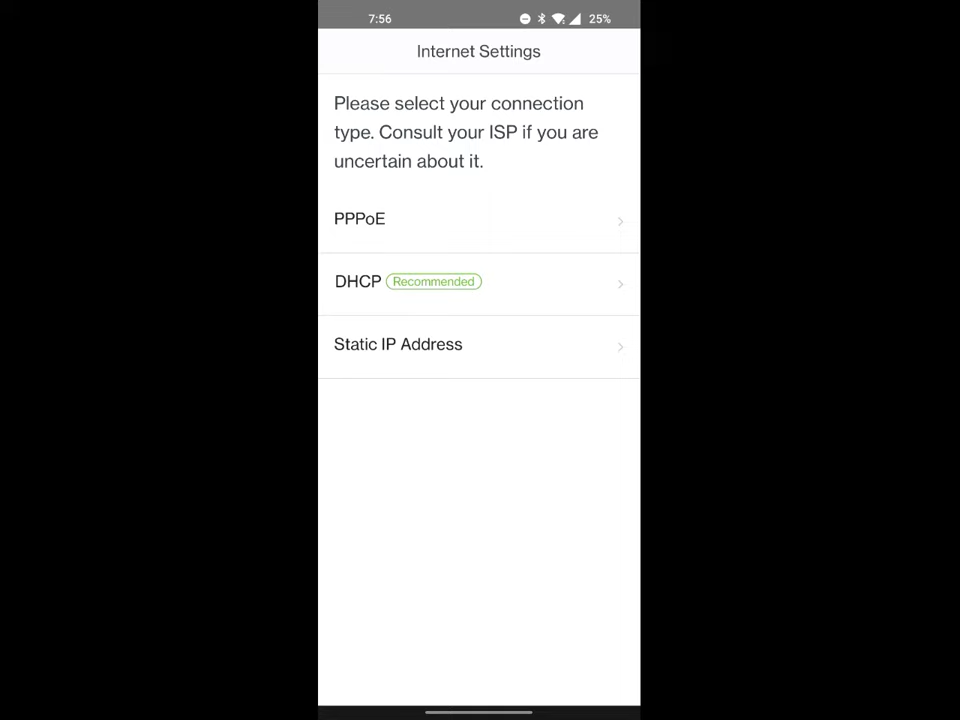 7:56 25%
Internet Settings
Please select your connection
type. Consult your ISP if you are
uncertain about it.
PPPoE
DHCP Recommended
Static IP Address